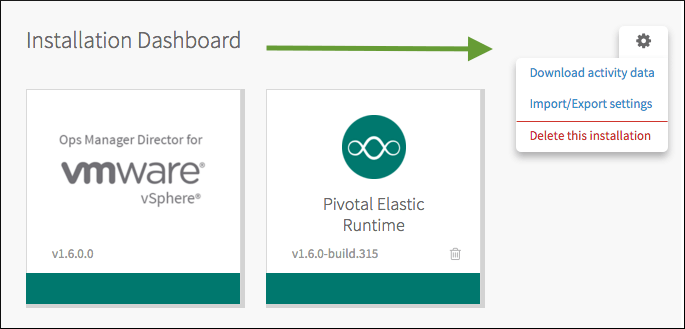 Installation Dashboard
Download activity data
Import/Export settings
Delete this installation
Ops Manager Director for
vmware®
vSphere®
v1.6.0.0
Pivotal Elastic
Runtime
v1.6.0-build.315